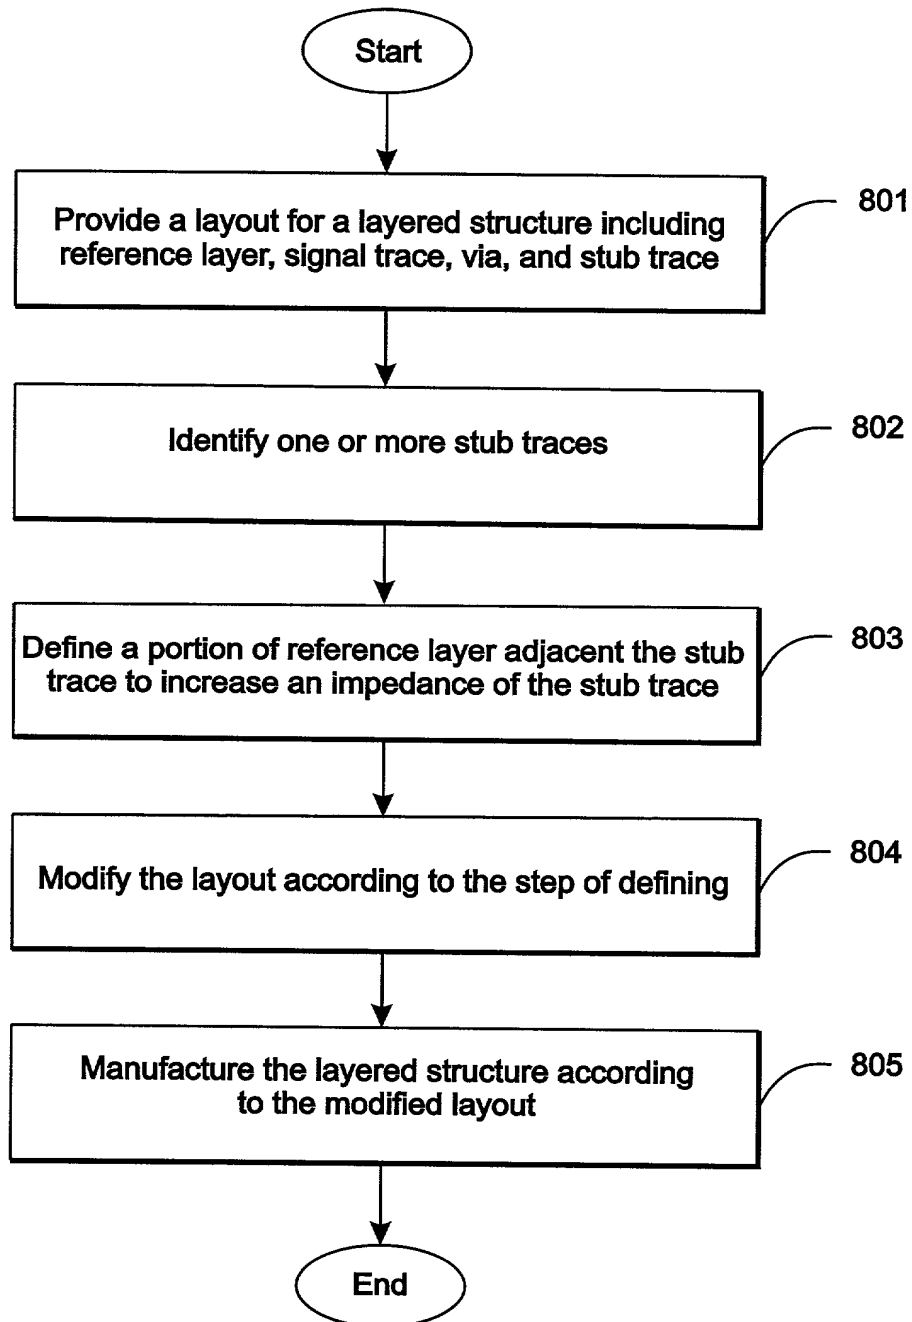 Start
Provide a layout for a layered structure including
reference layer, signal trace, via, and stub trace
801
Identify one or more stub traces
802
Define a portion of reference layer adjacent the stub
trace to increase an impedance of the stub trace
803
Modify the layout according to the step of defining
804
Manufacture the layered structure according
to the modified layout
805
End